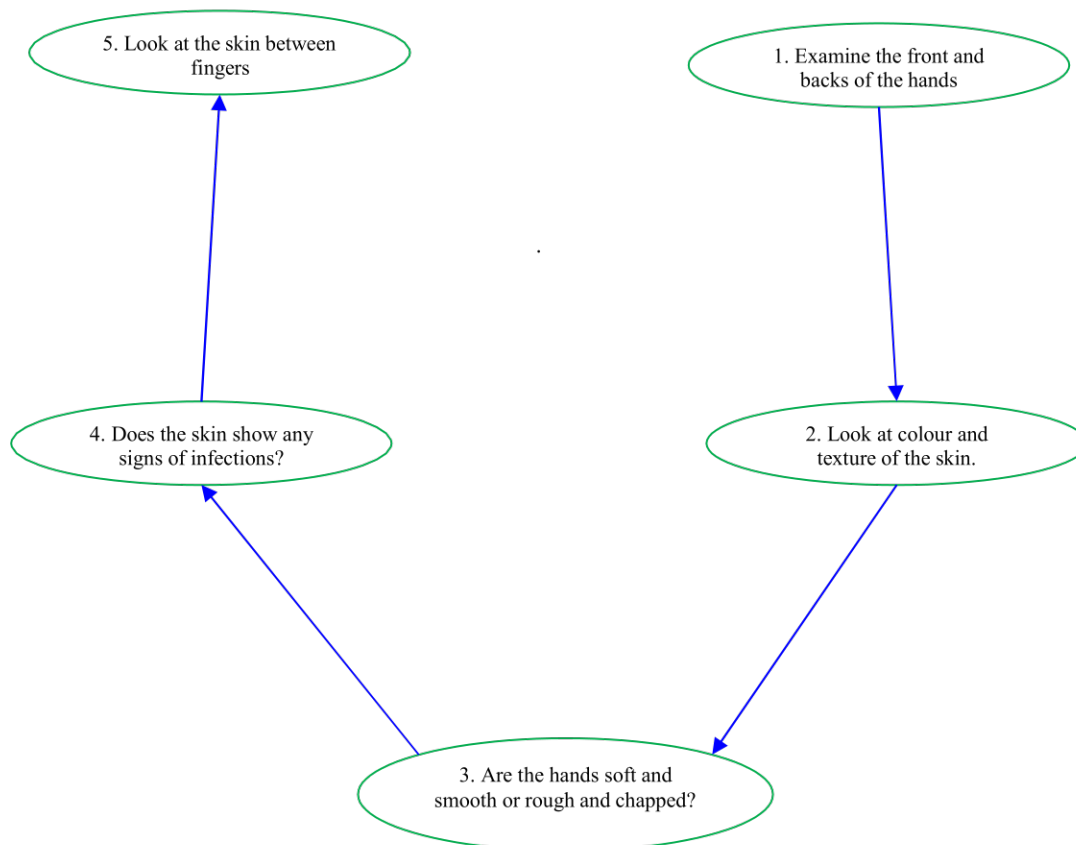 1. Examine the front and
backs of the hands
2. Look at colour and
texture of the skin.
3. Are the hands soft and
smooth or rough and chapped?
4. Does the skin show any
signs of infections?
5. Look at the skin between
fingers
.